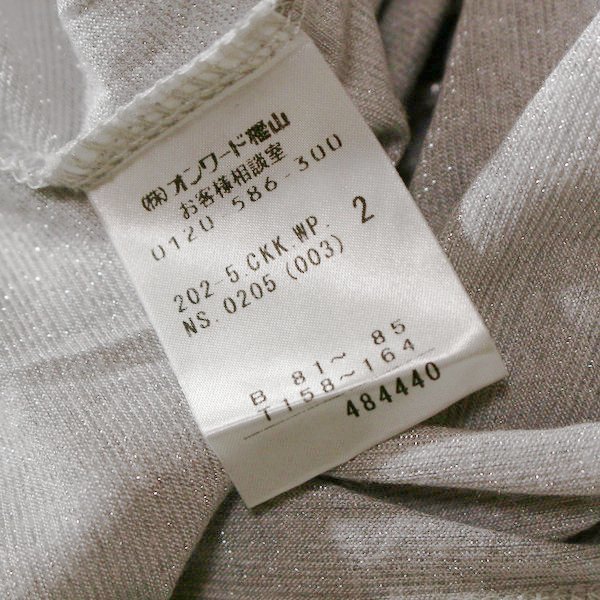 (株)オンワード樫山
お客様相談室
0120-586-300
202-5.CKK.WP. 2
NS.0205(003)
B 81~ 85
T158~164
484440